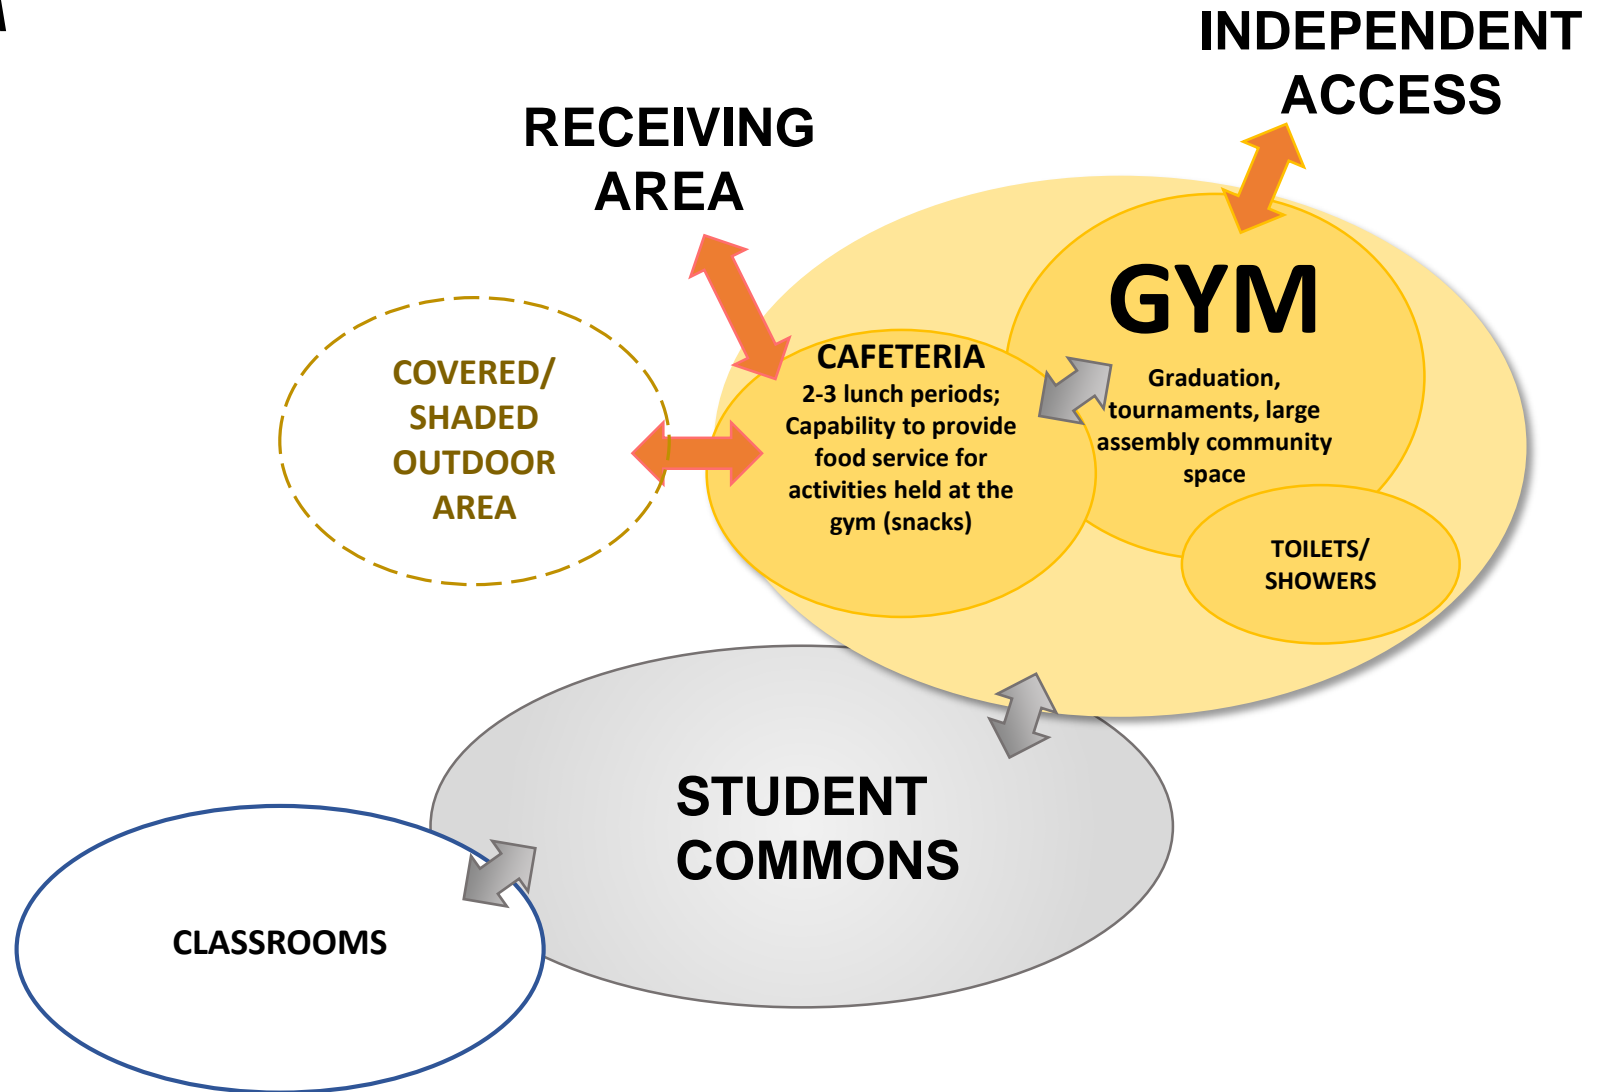 INDEPENDENT
ACCESS
RECEIVING
AREA
GYM
Graduation,
tournaments, large
assembly community
space
CAFETERIA
2-3 lunch periods;
Capability to provide
food service for
activities held at the
gym (snacks)
COVERED/
SHADED
OUTDOOR
AREA
TOILETS/
SHOWERS
STUDENT
COMMONS
CLASSROOMS